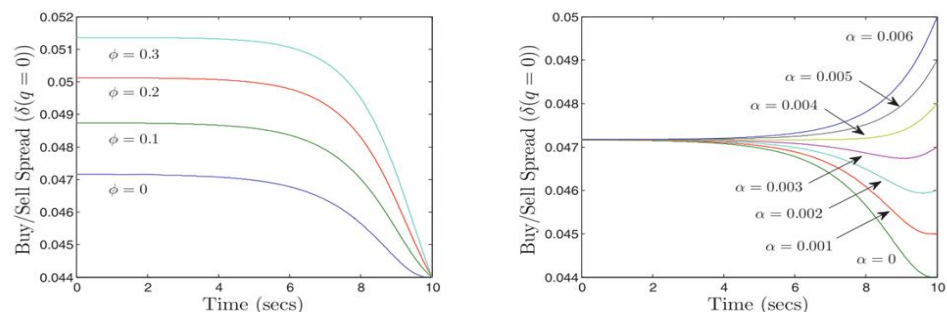 0.052
0.051
0.05
0.049
0.048
0.047
0.046
0.045
0.044
Buy/Sell Spread (δ(q = 0))
ϕ = 0.3
ϕ = 0.2
ϕ = 0.1
ϕ = 0
0 2 4 6 8 10
Time (secs)
0.05
0.049
0.048
0.047
0.046
0.045
0.044
Buy/Sell Spread (δ(q = 0))
α = 0.006
α = 0.005
α = 0.004
α = 0.003
α = 0.002
α = 0.001
α = 0
0 2 4 6 8 10
Time (secs)